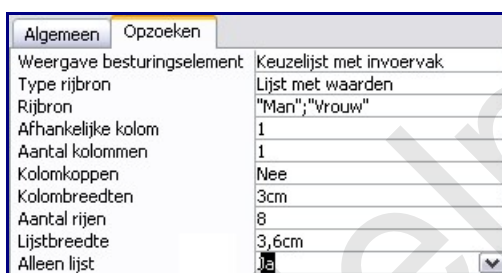 Algemeen Opzoeken
Weergave besturingselement Keuzelijst met invoervak
Type rijbron Lijst met waarden
Rijbron "Man";"Vrouw"
Afhankelijke kolom 1
Aantal kolommen 1
Kolomkoppen Nee
Kolombreedten 3cm
Aantal rijen 8
Lijstbreedte 3,6cm
Alleen lijst Ja